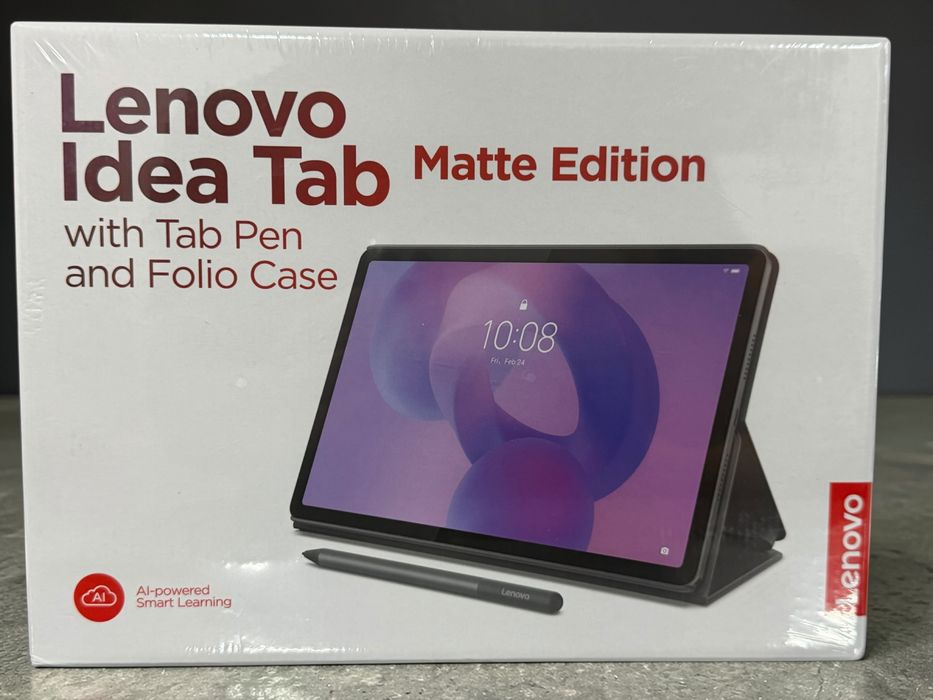 Lenovo
Idea Tab Matte Edition
with Tab Pen
and Folio Case
10:08
Fri, Feb 24
Lenovo
Lenovo
AI
AI-powered
Smart Learning